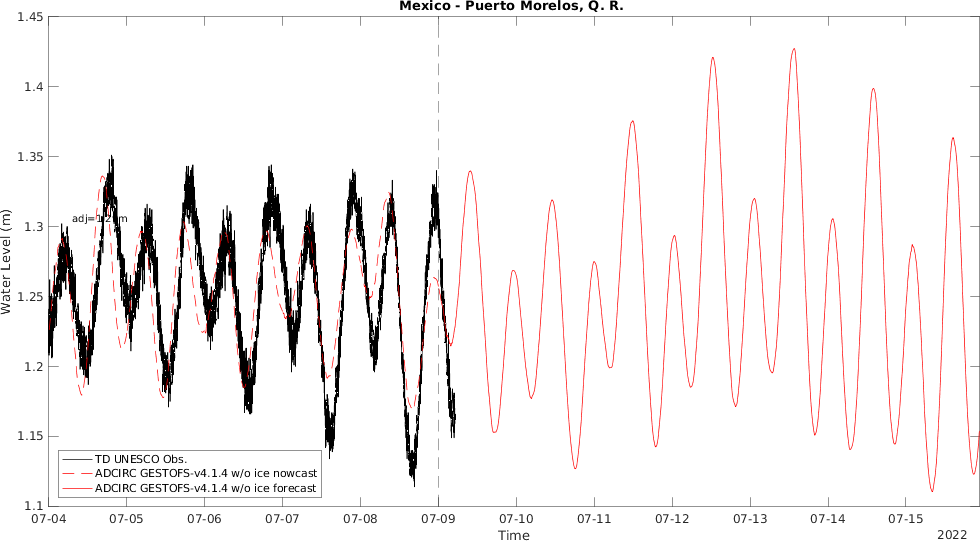 Mexico - Puerto Morelos, Q. R.
1.45
1.4
1.35
1.3
1.25
1.2
1.15
1.1
Water Level (m)
TD UNESCO Obs.
ADCIRC GESTOFS-v4.1.4 w/o ice nowcast
ADCIRC GESTOFS-v4.1.4 w/o ice forecast
07-04 07-05 07-06 07-07 07-08 07-09 07-10 07-11 07-12 07-13 07-14 07-15
Time
2022